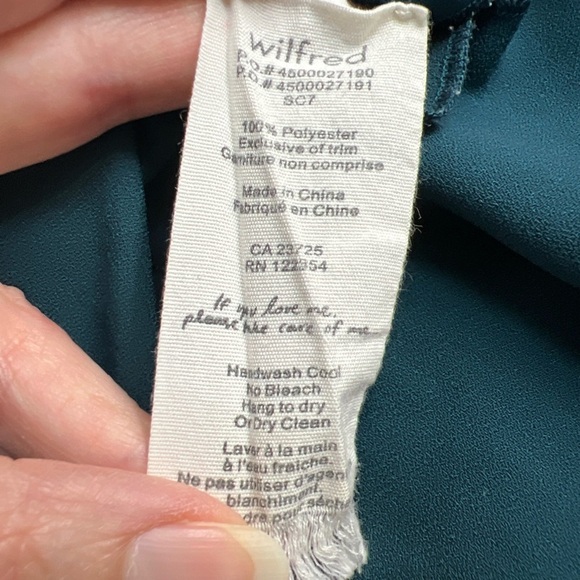 wilfred
P.O.# 4500027190
P.O.# 4500027191
SC7
100% Polyester
Exclusive of trim
Garniture non comprise
Made in China
Fabriqué en Chine
CA 23725
RN 122354
If you love me,
please take care of me
Handwash Cool
No Bleach
Hang to dry
Or Dry Clean
Laver à la main
à l'eau fraiche.
Ne pas utiliser d'agent
blanchiment.